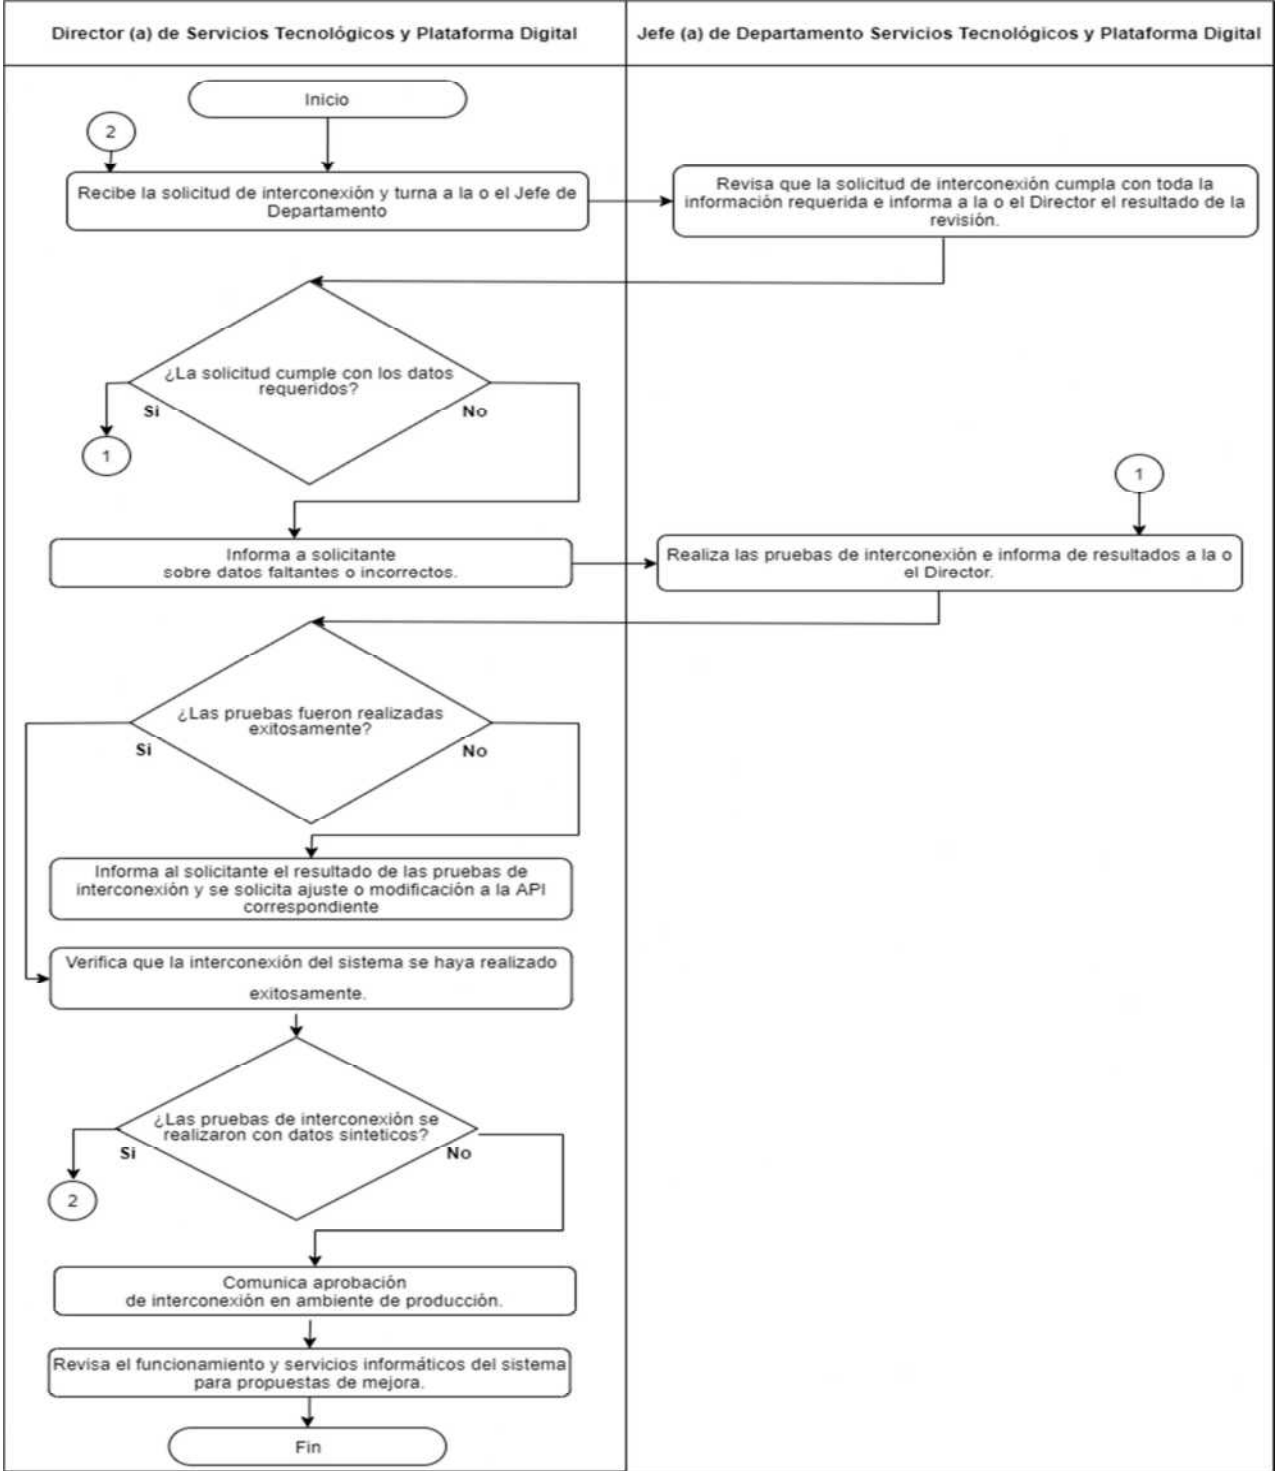 Director (a) de Servicios Tecnológicos y Plataforma Digital
Jefe (a) de Departamento Servicios Tecnológicos y Plataforma Digital
Inicio
2
Recibe la solicitud de interconexión y turna a la o el Jefe de
Departamento
Revisa que la solicitud de interconexión cumpla con toda la
información requerida e informa a la o el Director el resultado de la
revisión.
¿La solicitud cumple con los datos
requeridos?
Si
No
1
1
Informa a solicitante
sobre datos faltantes o incorrectos.
Realiza las pruebas de interconexión e informa de resultados a la o
el Director.
¿Las pruebas fueron realizadas
exitosamente?
Si
No
Informa al solicitante el resultado de las pruebas de
interconexión y se solicita ajuste o modificación a la API
correspondiente
Verifica que la interconexión del sistema se haya realizado
exitosamente.
¿Las pruebas de interconexión se
realizaron con datos sinteticos?
Si
No
2
Comunica aprobación
de interconexión en ambiente de producción.
Revisa el funcionamiento y servicios informáticos del sistema
para propuestas de mejora.
Fin